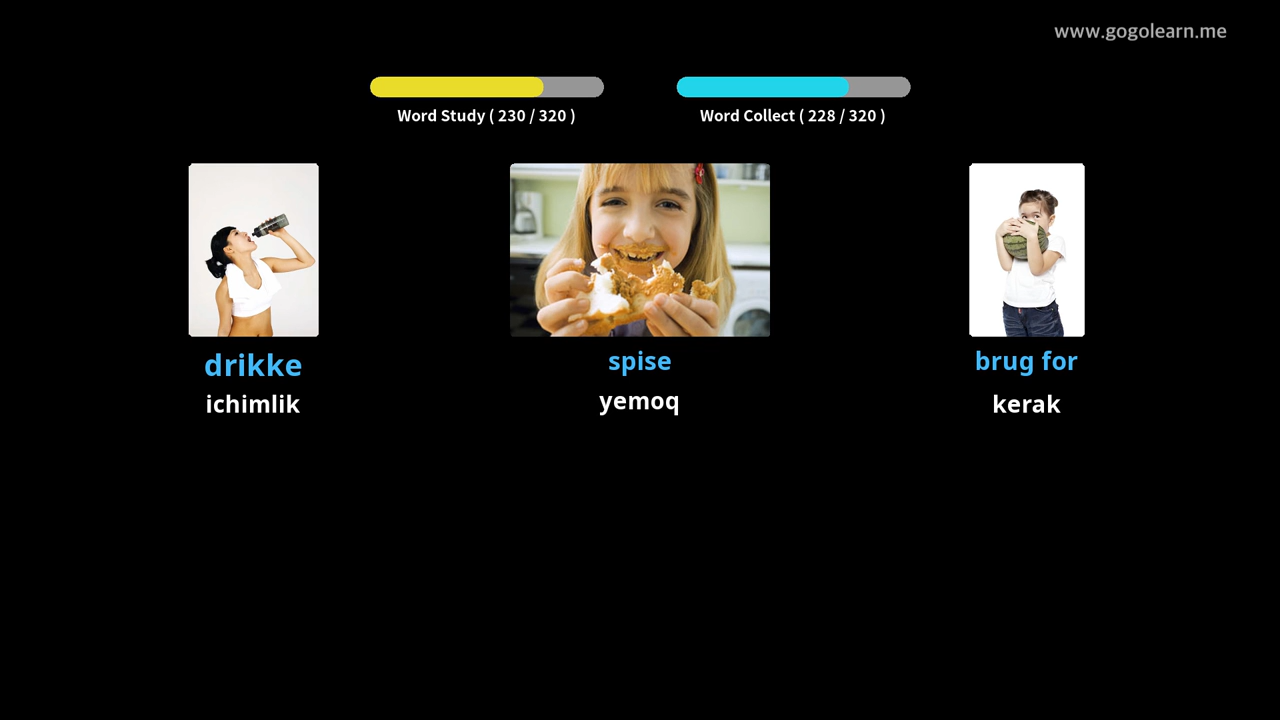 www.gogolearn.me
Word Study ( 230 / 320 )
Word Collect ( 228 / 320 )
drikke
ichimlik
spise
yemoq
brug for
kerak